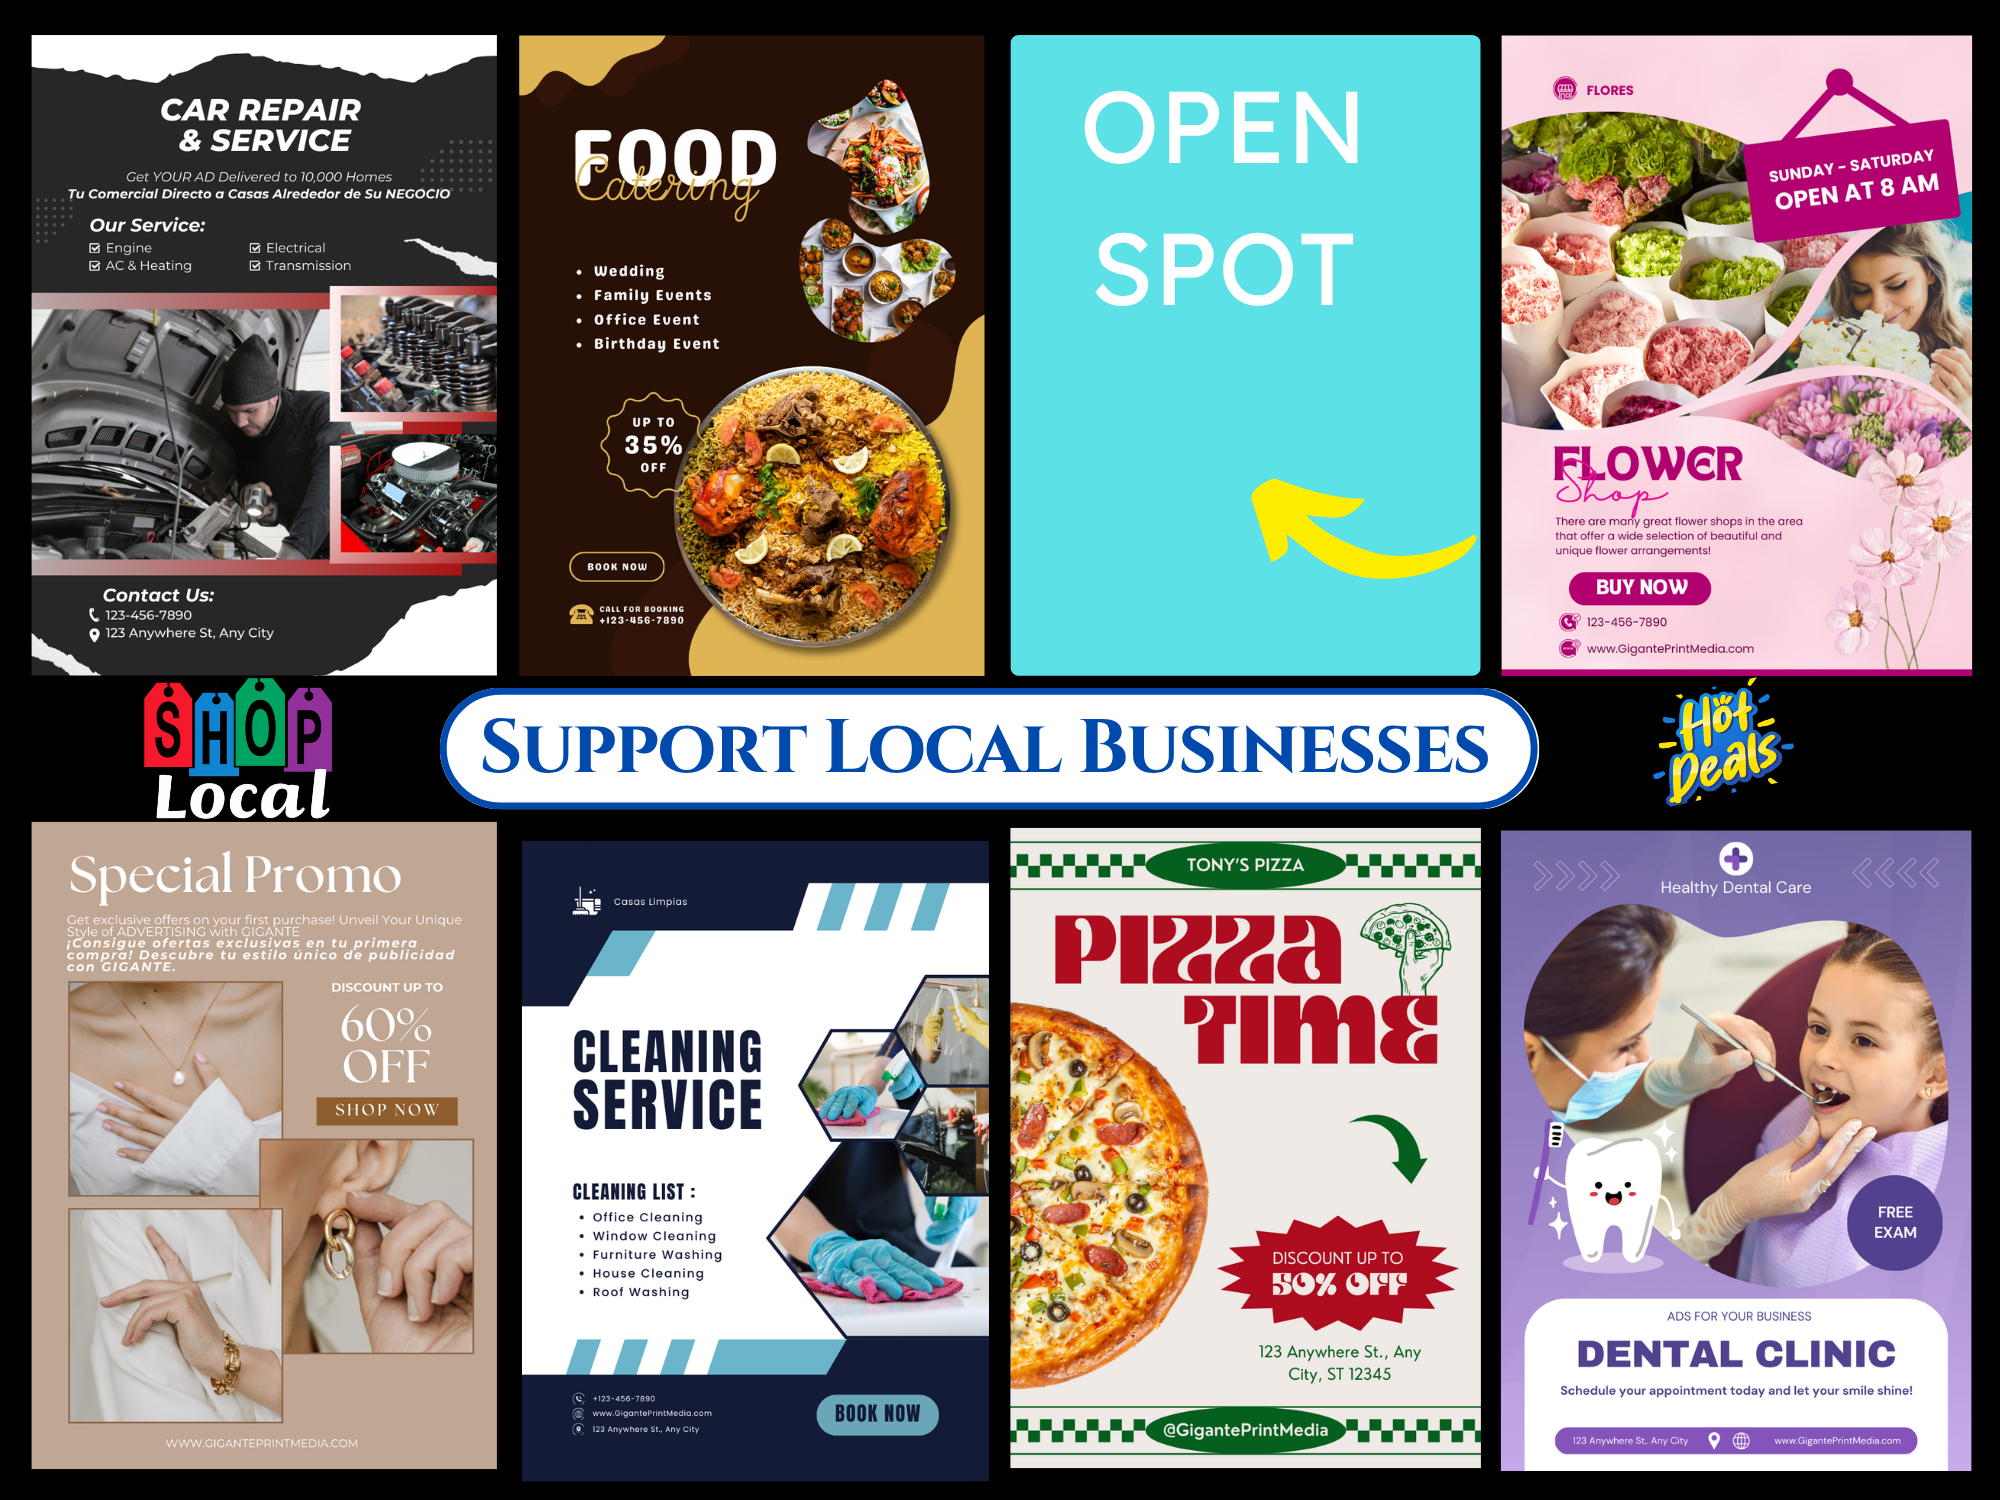 CAR REPAIR
& SERVICE
Get YOUR AD Delivered to 10,000 Homes
Tu Comercial Directo a Casas Alrededor de Su NEGOCIO
Our Service:
Engine
Electrical
AC & Heating
Transmission
Contact Us:
123-456-7890
123 Anywhere St, Any City
FOOD
Catering
Wedding
Family Events
Office Event
Birthday Event
UP TO
35%
OFF
BOOK NOW
CALL FOR BOOKING
+123-456-7890
OPEN
SPOT
FLORES
SUNDAY - SATURDAY
OPEN AT 8 AM
FLOWER
Shop
There are many great flower shops in the area
that offer a wide selection of beautiful and
unique flower arrangements!
BUY NOW
123-456-7890
www.GigantePrintMedia.com
SHOP
Local
SUPPORT LOCAL BUSINESSES
Hot
Deals
Special Promo
Get exclusive offers on your first purchase! Unveil Your Unique
Style of ADVERTISING with GIGANTE
¡Consigue ofertas exclusivas en tu primera
compra! Descubre tu estilo único de publicidad
con GIGANTE.
DISCOUNT UP TO
60%
OFF
SHOP NOW
WWW.GIGANTEPRINTMEDIA.COM
Casas Limpias
CLEANING
SERVICE
CLEANING LIST :
Office Cleaning
Window Cleaning
Furniture Washing
House Cleaning
Roof Washing
+123-456-7890
www.GigantePrintMedia.com
123 Anywhere St., Any City
BOOK NOW
TONY'S PIZZA
PIZZA
TIME
DISCOUNT UP TO
50% OFF
123 Anywhere St., Any
City, ST 12345
@GigantePrintMedia
Healthy Dental Care
FREE
EXAM
ADS FOR YOUR BUSINESS
DENTAL CLINIC
Schedule your appointment today and let your smile shine!
123 Anywhere St,. Any City
www.GigantePrintMedia.com